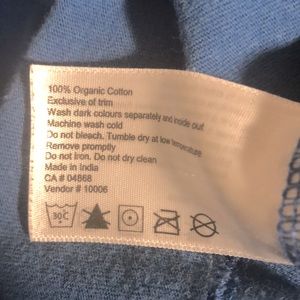 100% Organic Cotton
Exclusive of trim
Wash dark colours separately and inside out
Machine wash cold
Do not bleach. Tumble dry at low temperature
Remove promptly
Do not Iron. Do not dry clean
Made in India
CA # 04868
Vendor # 10006
30C